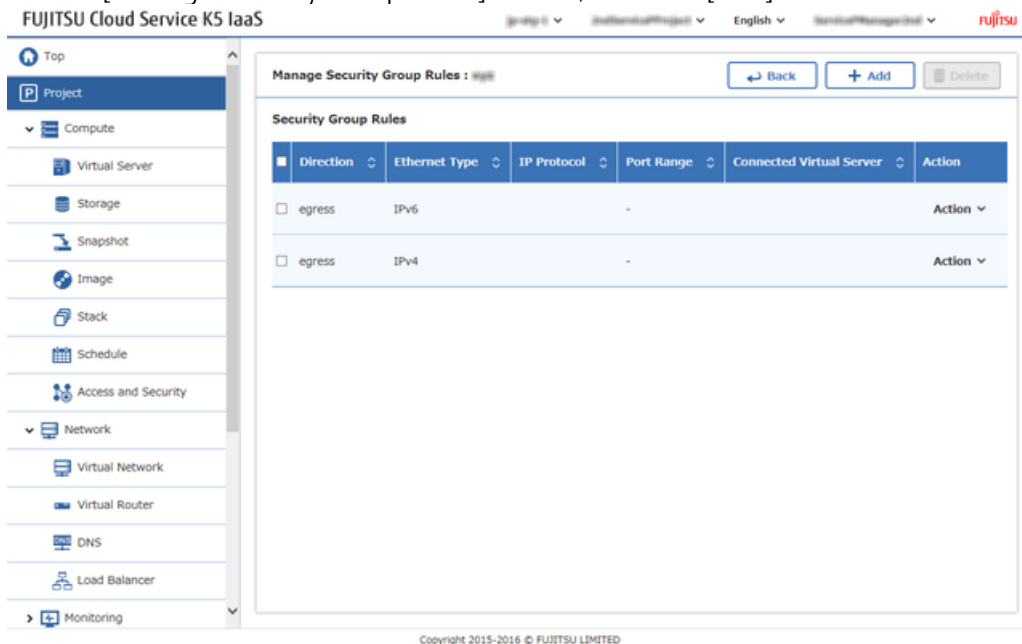 FUJITSU Cloud Service K5 IaaS
English
FUJITSU
Top
Project
Compute
Virtual Server
Storage
Snapshot
Image
Stack
Schedule
Access and Security
Network
Virtual Network
Virtual Router
DNS
Load Balancer
Monitoring
Manage Security Group Rules :
Back
+ Add
Delete
Security Group Rules
Direction Ethernet Type IP Protocol Port Range Connected Virtual Server Action
egress IPv6 - Action
egress IPv4 - Action
Copyright 2015-2016 © FUJITSU LIMITED